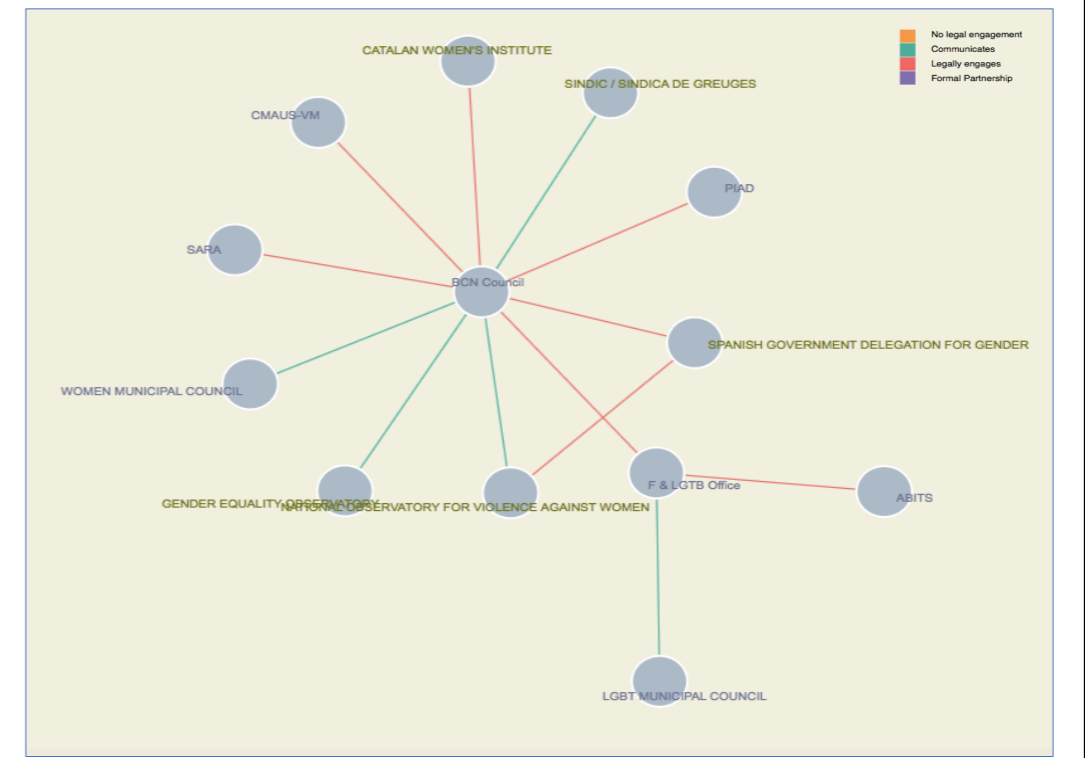 No legal engagement
Communicates
Legally engages
Formal Partnership
CATALAN WOMEN'S INSTITUTE
SINDIC / SINDICA DE GREUGES
CMAUS-VM
PIAD
SARA
BCN Council
SPANISH GOVERNMENT DELEGATION FOR GENDER
WOMEN MUNICIPAL COUNCIL
F & LGTB Office
ABITS
GENDER EQUALITY OBSERVATORY
NATIONAL OBSERVATORY FOR VIOLENCE AGAINST WOMEN
LGBT MUNICIPAL COUNCIL